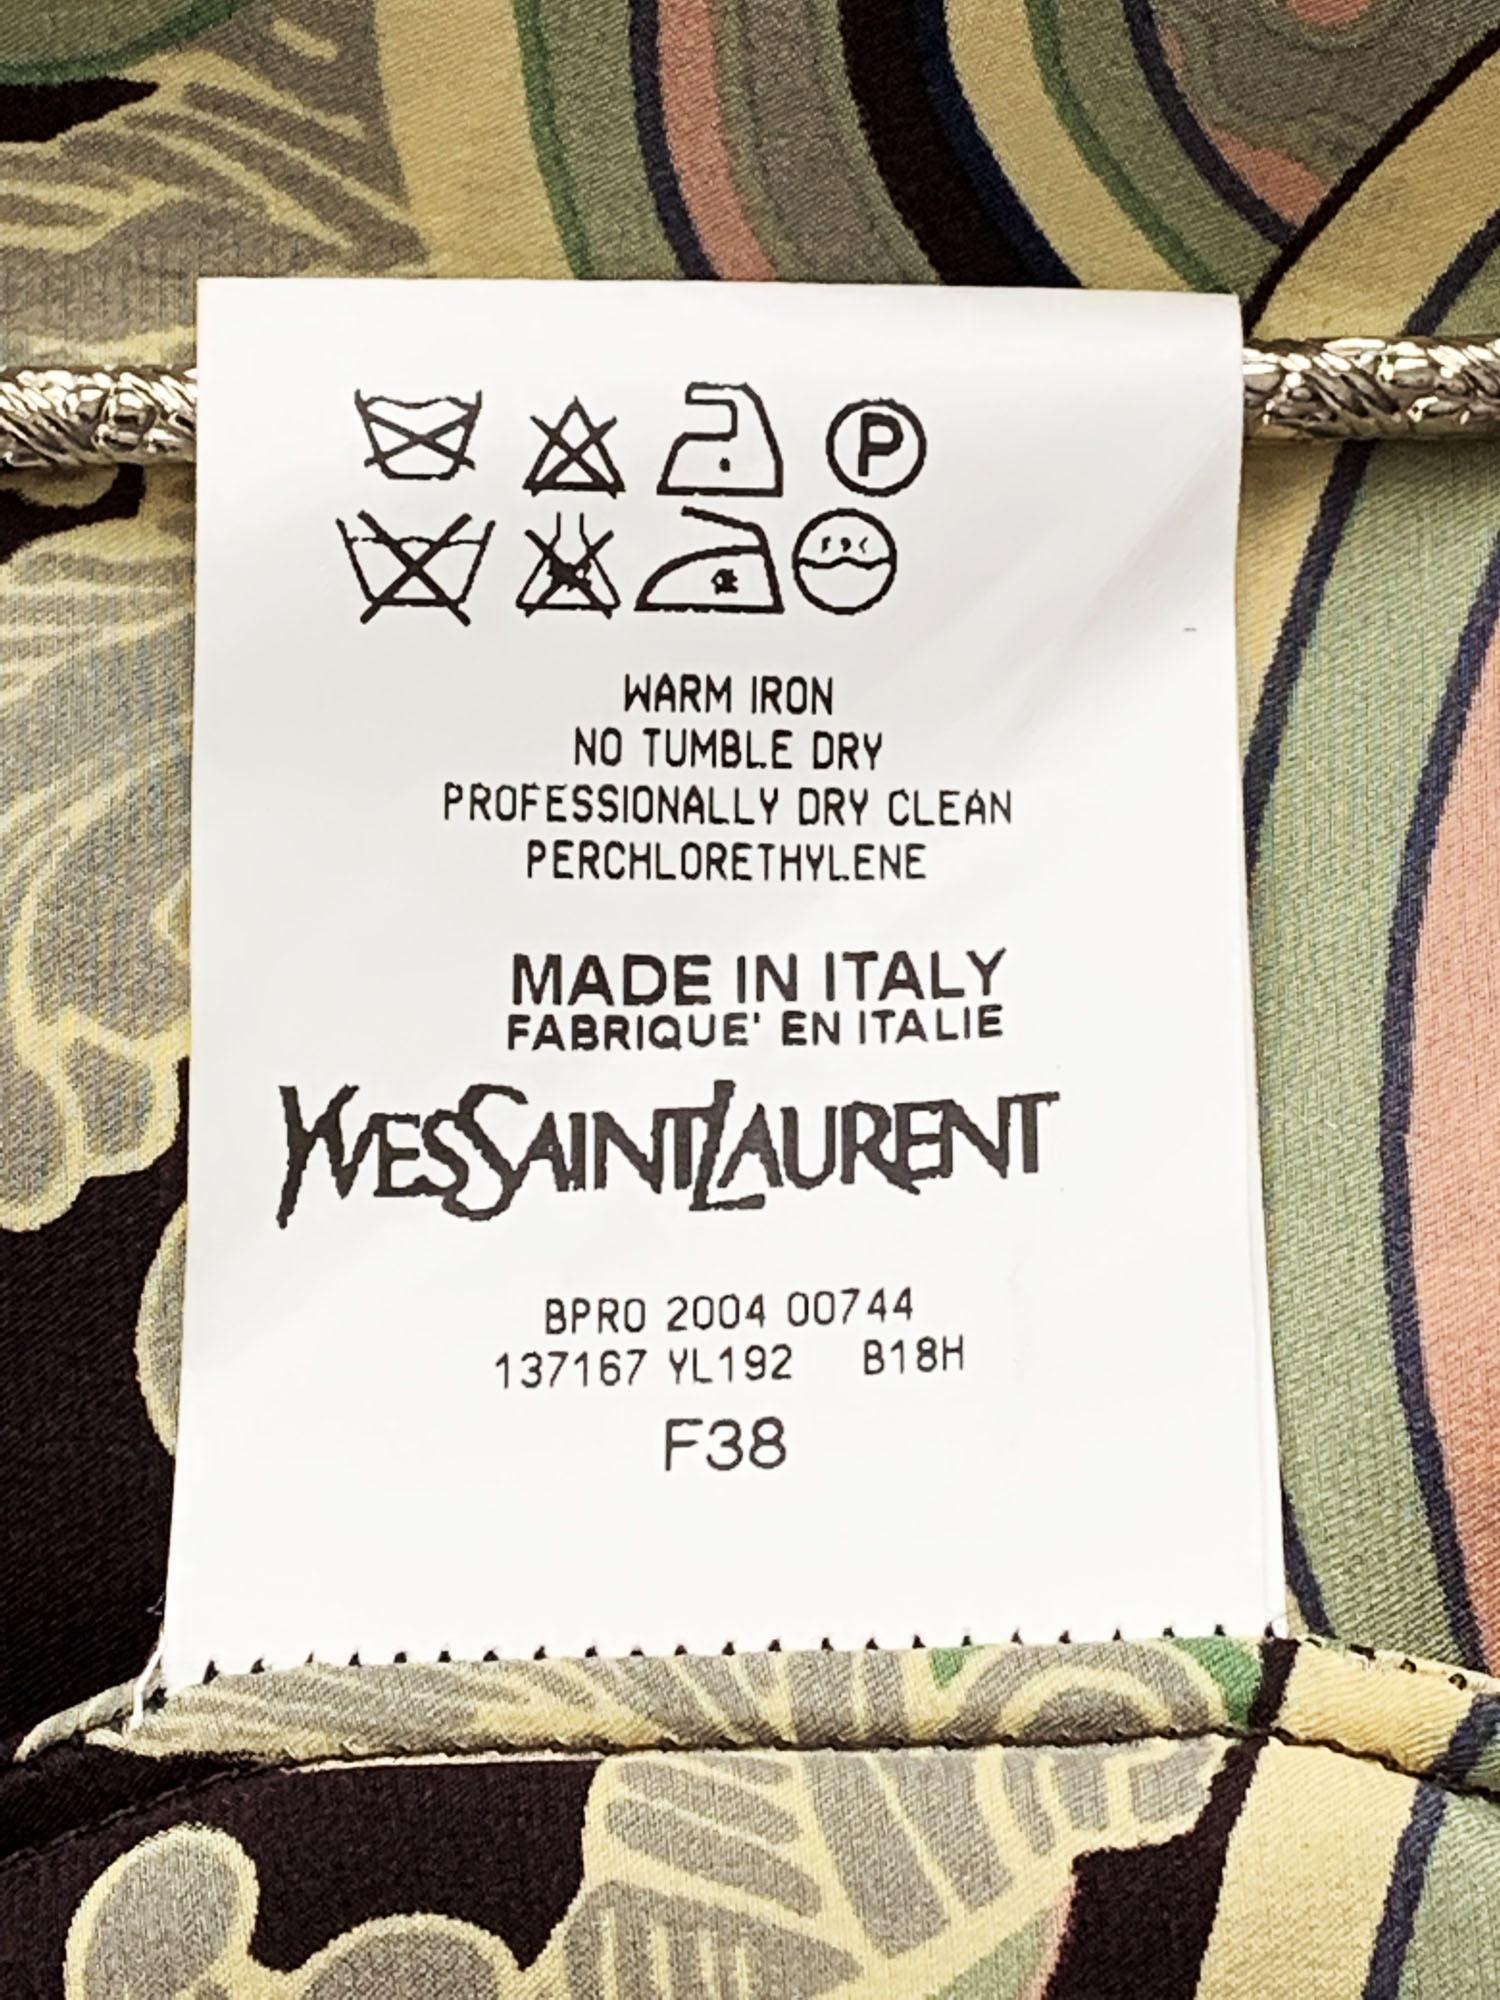 P
WARM IRON
NO TUMBLE DRY
PROFESSIONALLY DRY CLEAN
PERCHLORETHYLENE
MADE IN ITALY
FABRIQUE' EN ITALIE
YVESSAINTLAURENT
BPRO 2004 00744
137167 YL192 B18H
F38